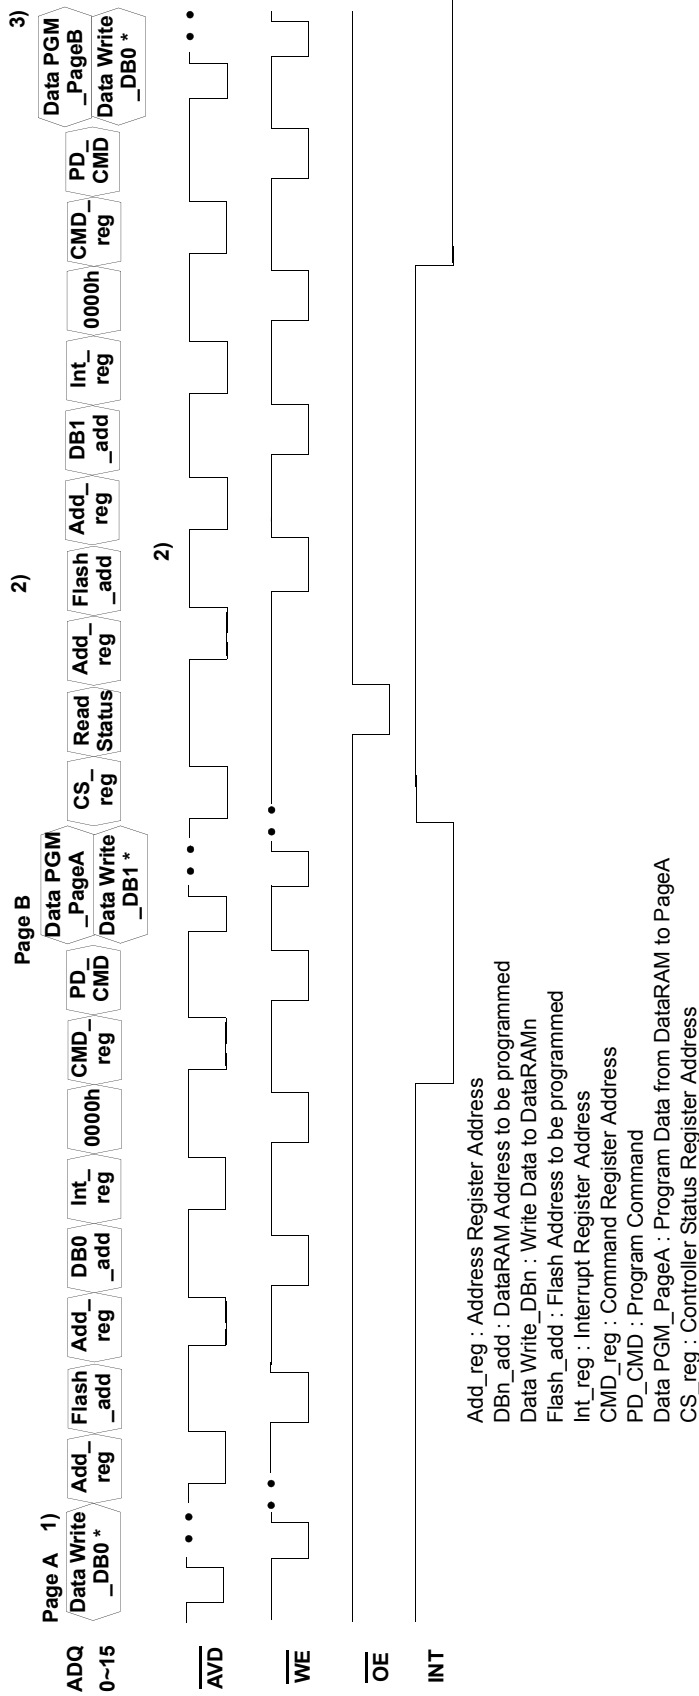 Page A 1)
Page B
2)
3)
ADQ
0~15
Data Write
_DB0 *
Add_
reg
Flash
_add
Add_
reg
DB0
_add
Int_
reg
0000h
CMD_
reg
PD_
CMD
Data PGM
_PageA
Data Write
_DB1 *
CS_
reg
Read
Status
Add_
reg
Flash
_add
Add_
reg
DB1
_add
Int_
reg
0000h
CMD_
reg
PD_
CMD
Data PGM
_PageB
Data Write
_DB0 *
2)
AVD
WE
OE
INT
Add_reg : Address Register Address
DBn_add : DataRAM Address to be programmed
Data Write_DBn : Write Data to DataRAMn
Flash_add : Flash Address to be programmed
Int_reg : Interrupt Register Address
CMD_reg : Command Register Address
PD_CMD : Program Command
Data PGM_PageA : Program Data from DataRAM to PageA
CS_reg : Controller Status Register Address